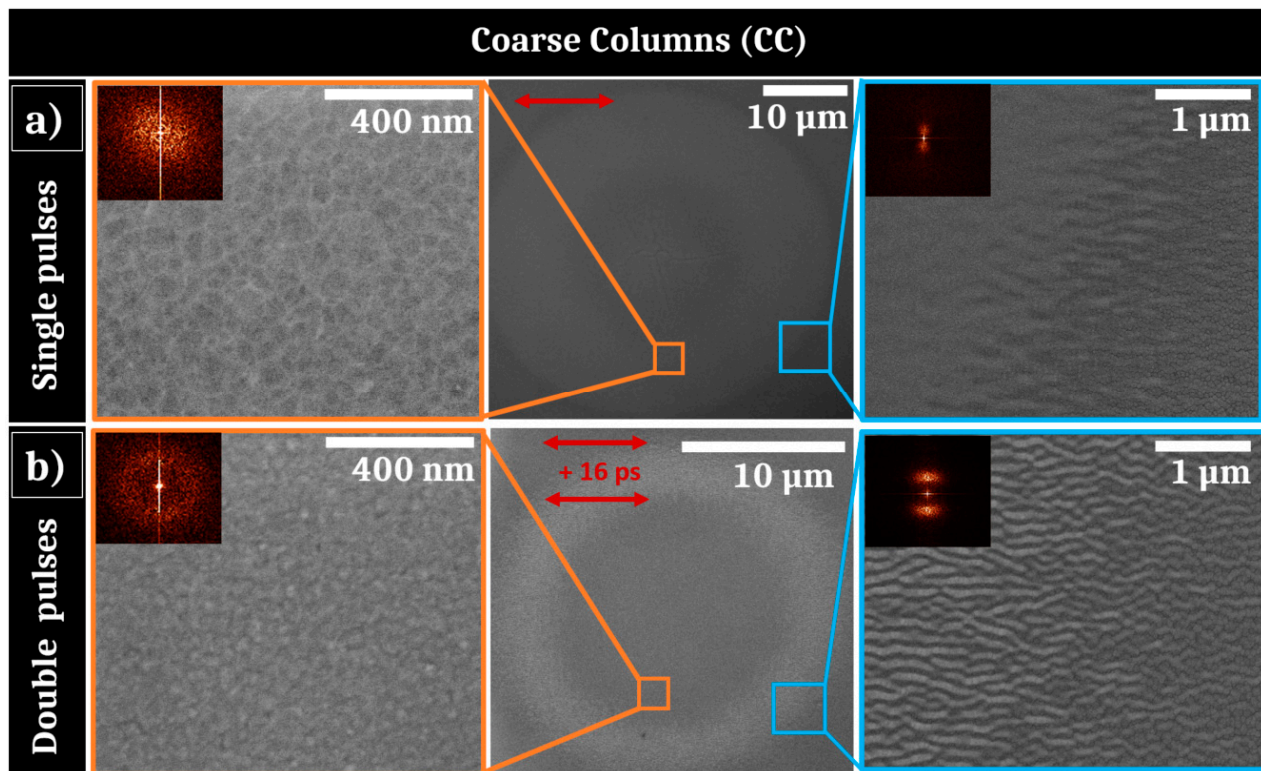 Coarse Columns (CC)
a)
Single pulses
400 nm
10 µm
1 µm
b)
Double pulses
400 nm
+ 16 ps
10 µm
1 µm